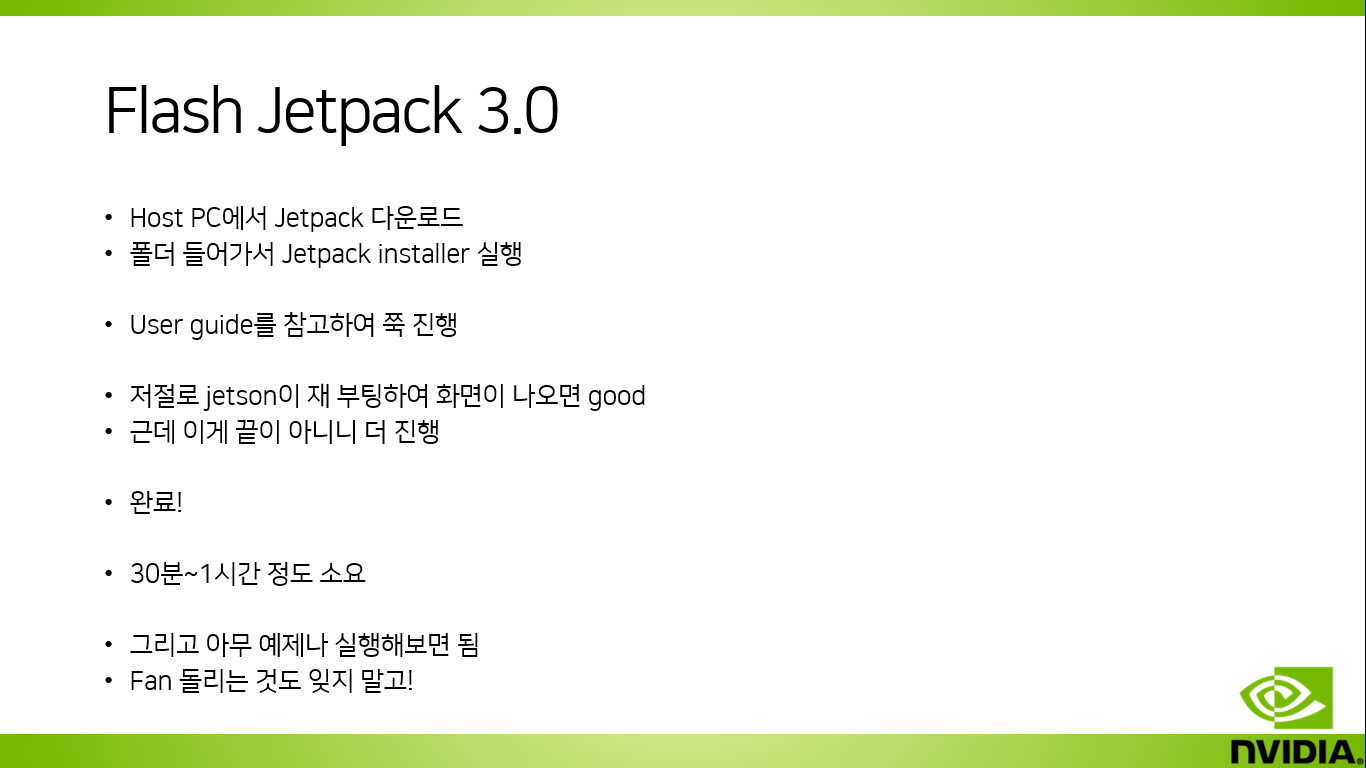 Flash Jetpack 3.0
• Host PC에서 Jetpack 다운로드
• 폴더 들어가서 Jetpack installer 실행
• User guide를 참고하여 쭉 진행
• 저절로 jetson이 재 부팅하여 화면이 나오면 good
• 근데 이게 끝이 아니니 더 진행
• 완료!
• 30분~1시간 정도 소요
• 그리고 아무 예제나 실행해보면 됨
• Fan 돌리는 것도 잊지 말고!
NVIDIA®